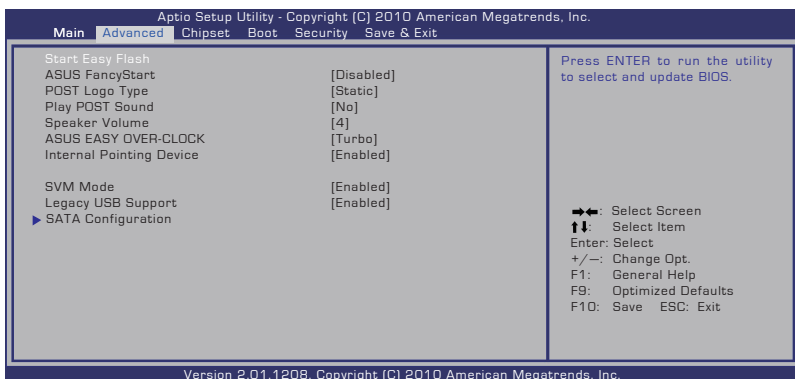 Aptio Setup Utility - Copyright (C) 2010 American Megatrends, Inc.
Main Advanced Chipset Boot Security Save & Exit
Start Easy Flash
ASUS FancyStart [Disabled]
POST Logo Type [Static]
Play POST Sound [No]
Speaker Volume [4]
ASUS EASY OVER-CLOCK [Turbo]
Internal Pointing Device [Enabled]
SVM Mode [Enabled]
Legacy USB Support [Enabled]
SATA Configuration
Press ENTER to run the utility
to select and update BIOS.
→←: Select Screen
↑↓: Select Item
Enter: Select
+/—: Change Opt.
F1: General Help
F9: Optimized Defaults
F10: Save ESC: Exit
Version 2.01.1208. Copyright (C) 2010 American Megatrends, Inc.